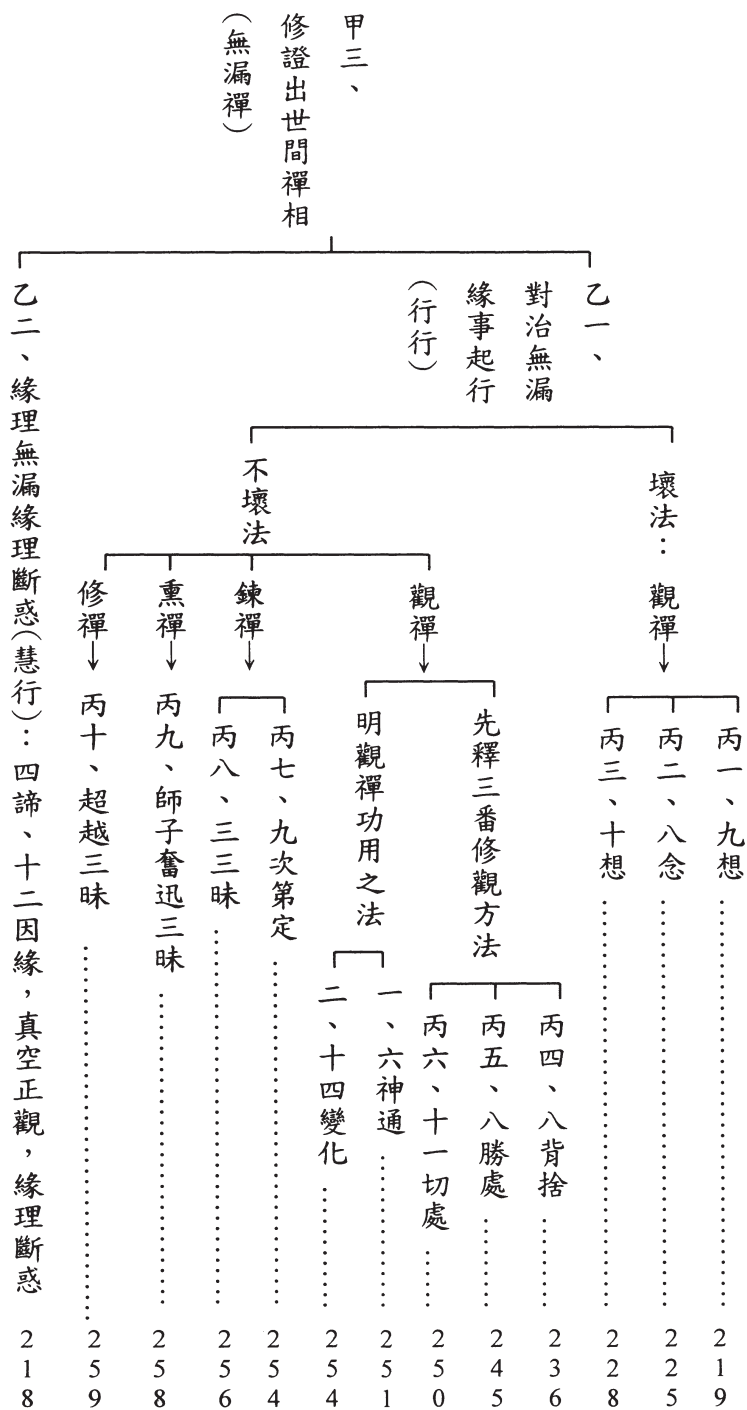 甲三、
修證出世間禪相
（無漏禪）
乙一、
對治無漏
緣事起行
（行行）
壞法：觀禪→
丙一、九想……219
丙二、八念……225
丙三、十想……228
不壞法
觀禪→
先釋三番修觀方法
丙四、八背捨……236
丙五、八勝處……245
丙六、十一切處……250
明觀禪功用之法
一、六神通……251
二、十四變化……254
鍊禪→
丙七、九次第定……254
丙八、三三昧……256
熏禪→丙九、師子奮迅三昧……258
修禪→丙十、超越三昧……259
乙二、緣理無漏緣理斷惑(慧行)：四諦、十二因緣，真空正觀，緣理斷惑 218